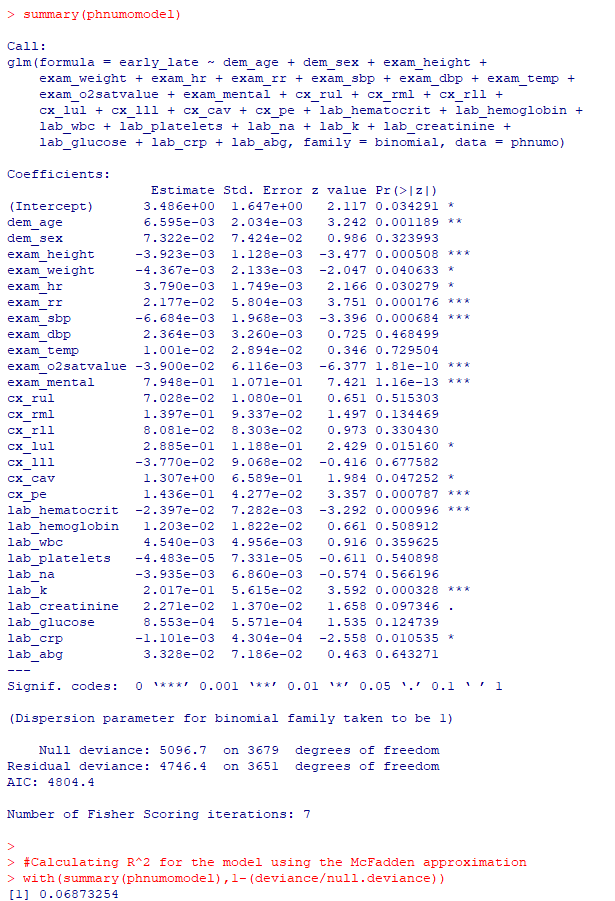 > summary(phnumomodel)

Call:
glm(formula = early_late ~ dem_age + dem_sex + exam_height +
    exam_weight + exam_hr + exam_rr + exam_sbp + exam_dbp + exam_temp +
    exam_o2satvalue + exam_mental + cx_rul + cx_rml + cx_rll +
    cx_lul + cx_lll + cx_cav + cx_pe + lab_hematocrit + lab_hemoglobin +
    lab_wbc + lab_platelets + lab_na + lab_k + lab_creatinine +
    lab_glucose + lab_crp + lab_abg, family = binomial, data = phnumo)

Coefficients:
                  Estimate Std. Error z value Pr(>|z|)
(Intercept)      3.486e+00  1.647e+00   2.117 0.034291 *
dem_age          6.595e-03  2.034e-03   3.242 0.001189 **
dem_sex          7.322e-02  7.424e-02   0.986 0.323993
exam_height     -3.923e-03  1.128e-03  -3.477 0.000508 ***
exam_weight     -4.367e-03  2.133e-03  -2.047 0.040633 *
exam_hr          3.790e-03  1.749e-03   2.166 0.030279 *
exam_rr          2.177e-02  5.804e-03   3.751 0.000176 ***
exam_sbp        -6.684e-03  1.968e-03  -3.396 0.000684 ***
exam_dbp         2.364e-03  3.260e-03   0.725 0.468499
exam_temp        1.001e-02  2.894e-02   0.346 0.729504
exam_o2satvalue -3.900e-02  6.116e-03  -6.377 1.81e-10 ***
exam_mental      7.948e-01  1.071e-01   7.421 1.16e-13 ***
cx_rul           7.028e-02  1.080e-01   0.651 0.515303
cx_rml           1.397e-01  9.337e-02   1.497 0.134469
cx_rll           8.081e-02  8.303e-02   0.973 0.330430
cx_lul           2.885e-01  1.188e-01   2.429 0.015160 *
cx_lll          -3.770e-02  9.068e-02  -0.416 0.677582
cx_cav           1.307e+00  6.589e-01   1.984 0.047252 *
cx_pe            1.436e-01  4.277e-02   3.357 0.000787 ***
lab_hematocrit  -2.397e-02  7.282e-03  -3.292 0.000996 ***
lab_hemoglobin   1.203e-02  1.822e-02   0.661 0.508912
lab_wbc          4.540e-03  4.956e-03   0.916 0.359625
lab_platelets   -4.483e-05  7.331e-05  -0.611 0.540898
lab_na          -3.935e-03  6.860e-03  -0.574 0.566196
lab_k            2.017e-01  5.615e-02   3.592 0.000328 ***
lab_creatinine   2.271e-02  1.370e-02   1.658 0.097346 .
lab_glucose      8.553e-04  5.571e-04   1.535 0.124739
lab_crp         -1.101e-03  4.304e-04  -2.558 0.010535 *
lab_abg          3.328e-02  7.186e-02   0.463 0.643271
---
Signif. codes:  0 ‘***’ 0.001 ‘**’ 0.01 ‘*’ 0.05 ‘.’ 0.1 ‘ ’ 1

(Dispersion parameter for binomial family taken to be 1)

    Null deviance: 5096.7  on 3679  degrees of freedom
Residual deviance: 4746.4  on 3651  degrees of freedom
AIC: 4804.4

Number of Fisher Scoring iterations: 7

>
> #Calculating R^2 for the model using the McFadden approximation
> with(summary(phnumomodel),1-(deviance/null.deviance))
[1] 0.06873254